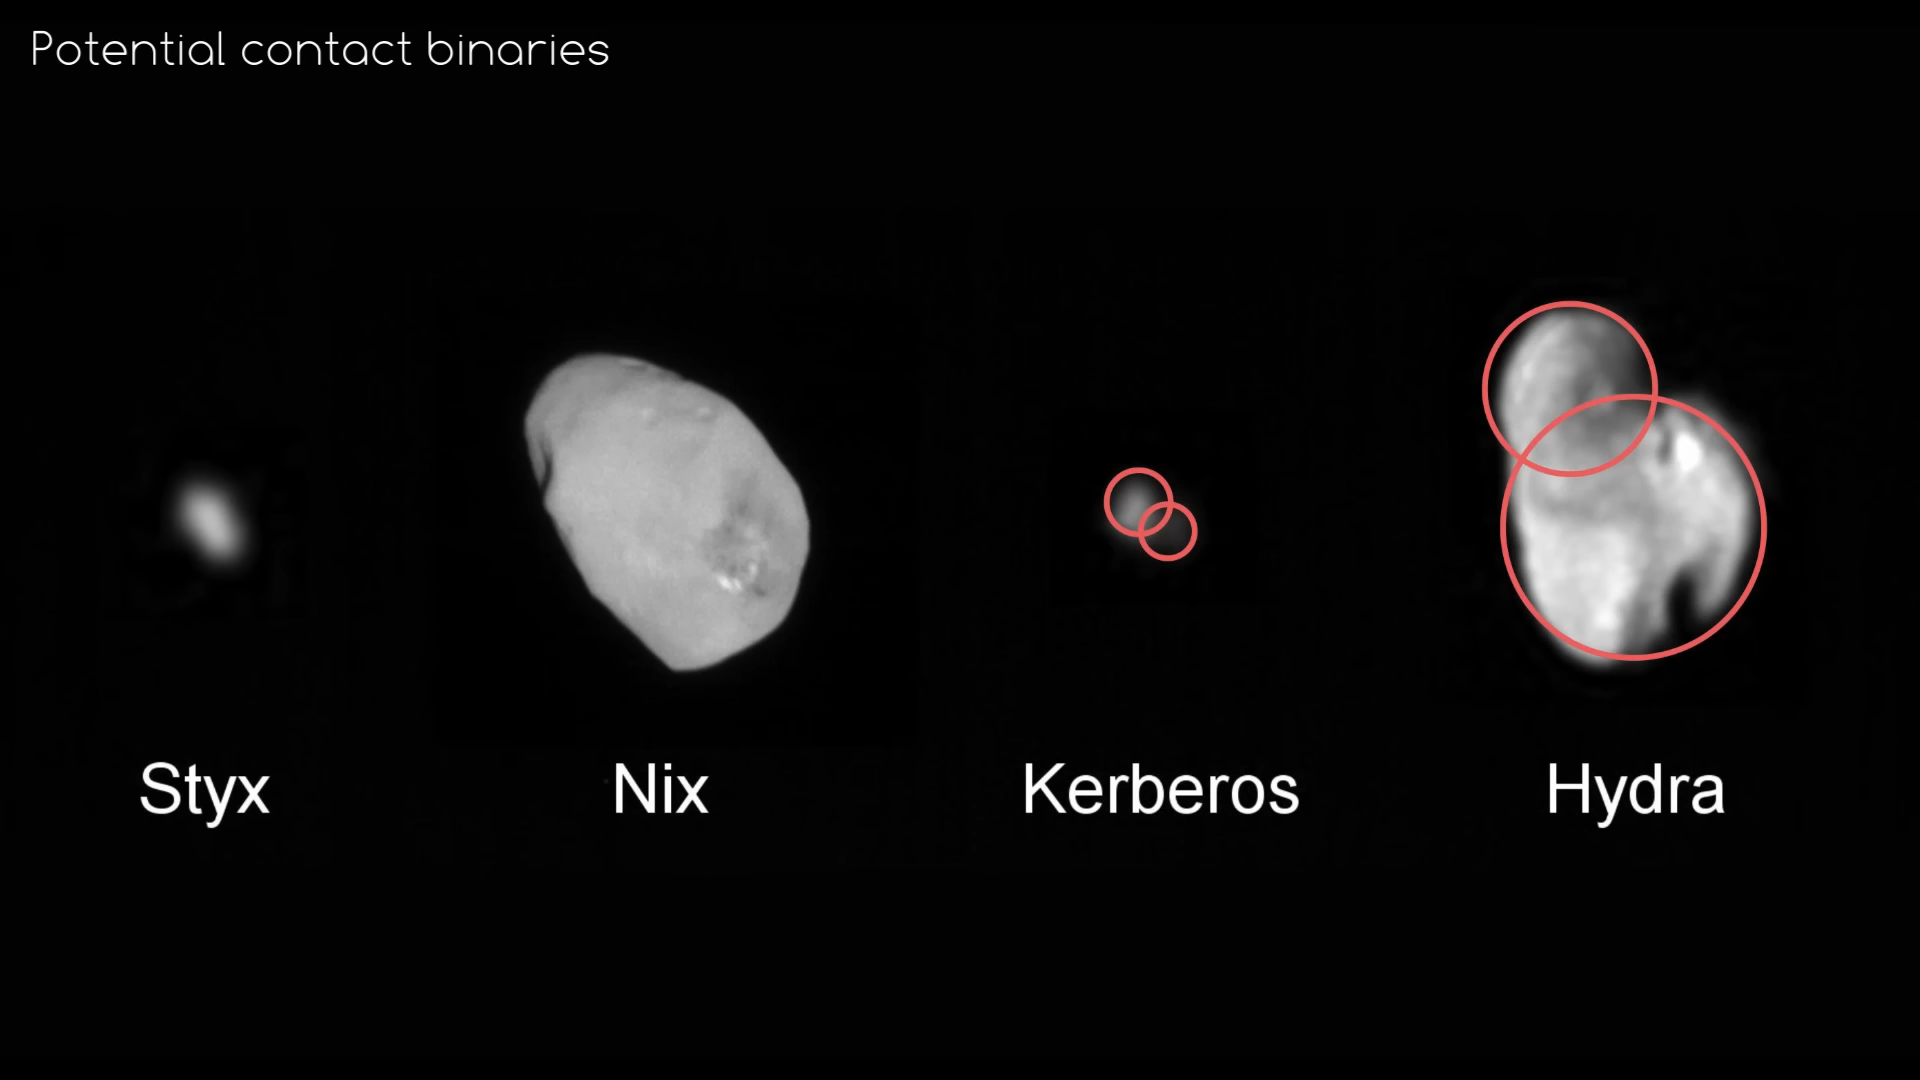 Potential contact binaries
Styx
Nix
Kerberos
Hydra